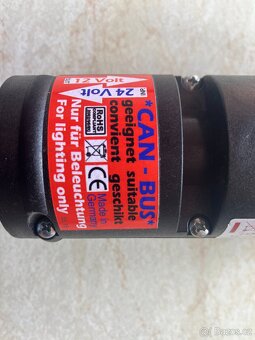 *CAN - BUS*
geeignet suitable
convient geschikt
12 Volt
24 Volt
RoHS
CE
Made in
Germany
Nur für Beleuchtung
For lighting only
bazos.cz